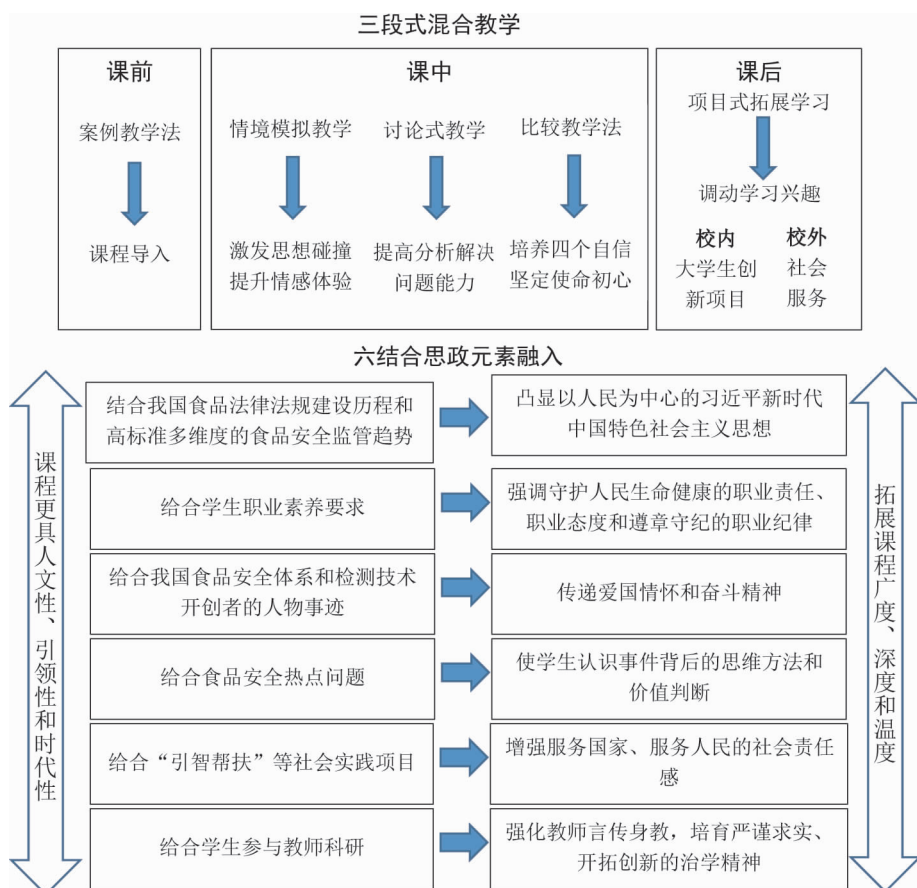 三段式混合教学
课前
案例教学法
课程导入
课中
情境模拟教学
激发思想碰撞
提升情感体验
讨论式教学
提高分析解决
问题能力
比较教学法
培养四个自信
坚定使命初心
课后
项目式拓展学习
调动学习兴趣
校内
大学生创
新项目
校外
社会
服务
六结合思政元素融入
课程更具人文性、引领性和时代性
结合我国食品法律法规建设历程和
高标准多维度的食品安全监管趋势
凸显以人民为中心的习近平新时代
中国特色社会主义思想
给合学生职业素养要求
强调守护人民生命健康的职业责任、
职业态度和遵章守纪的职业纪律
给合我国食品安全体系和检测技术
开创者的人物事迹
传递爱国情怀和奋斗精神
给合食品安全热点问题
使学生认识事件背后的思维方法和
价值判断
给合“引智帮扶”等社会实践项目
增强服务国家、服务人民的社会责任
感
给合学生参与教师科研
强化教师言传身教，培育严谨求实、
开拓创新的治学精神
拓展课程广度、深度和温度